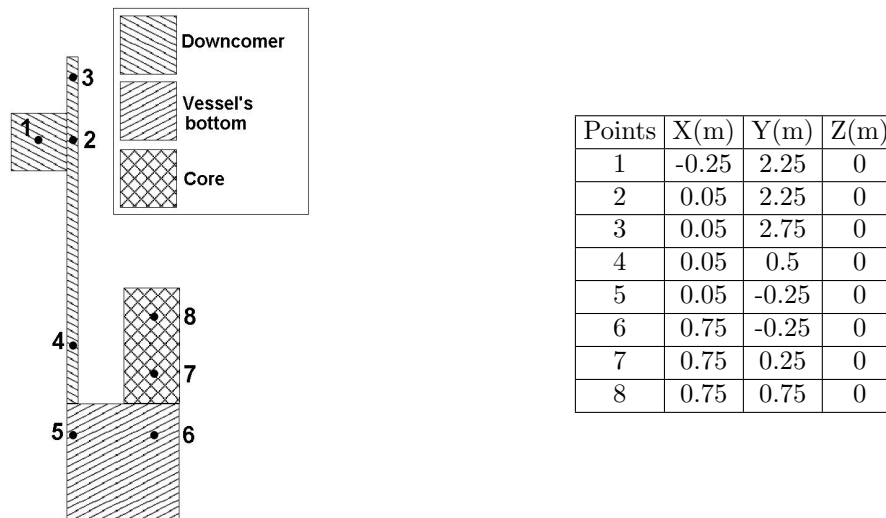 Downcomer
Vessel's
bottom
Core
3
1
2
8
4
7
5
6
Points X(m) Y(m) Z(m)
1 -0.25 2.25 0
2 0.05 2.25 0
3 0.05 2.75 0
4 0.05 0.5 0
5 0.05 -0.25 0
6 0.75 -0.25 0
7 0.75 0.25 0
8 0.75 0.75 0